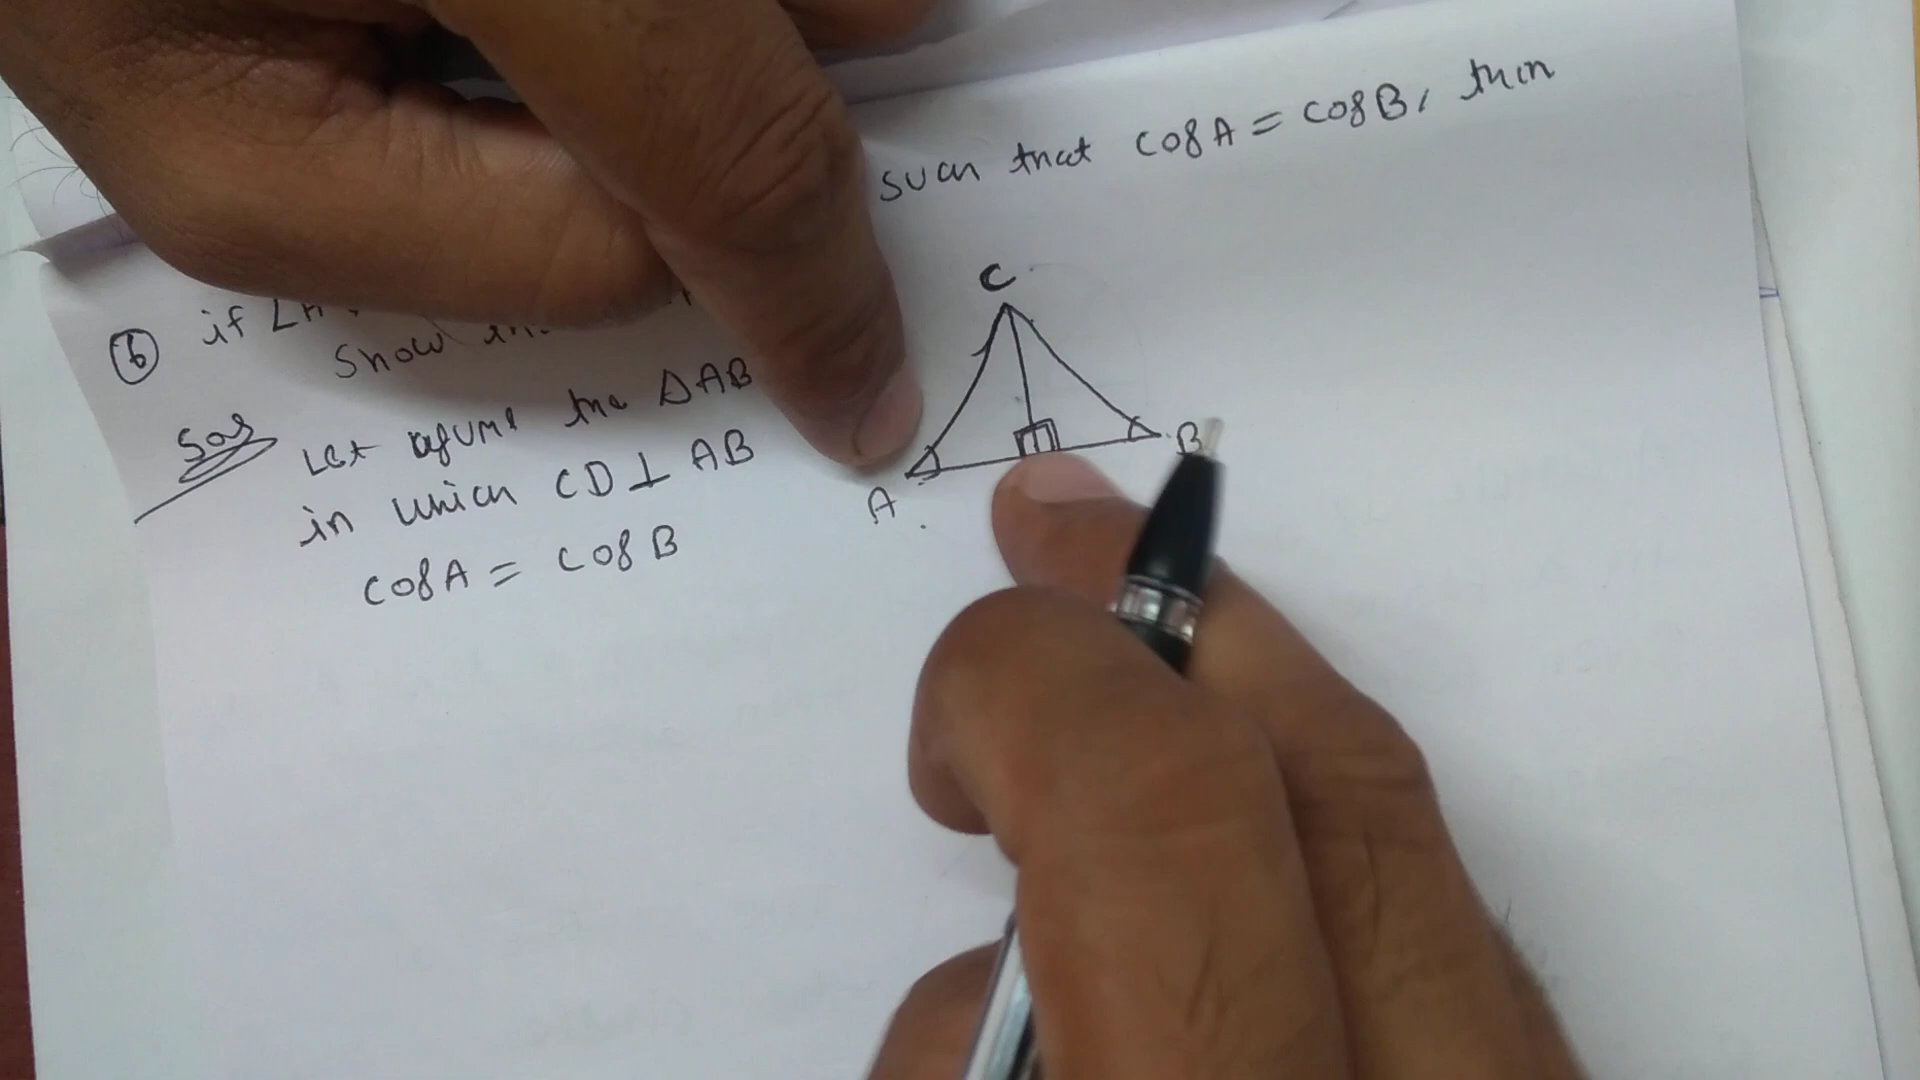 such that cos A = cos B, then
6 if
Show
Sol
Let assume the ΔAB
in which CD ⊥ AB
cos A = cos B
C
A
B